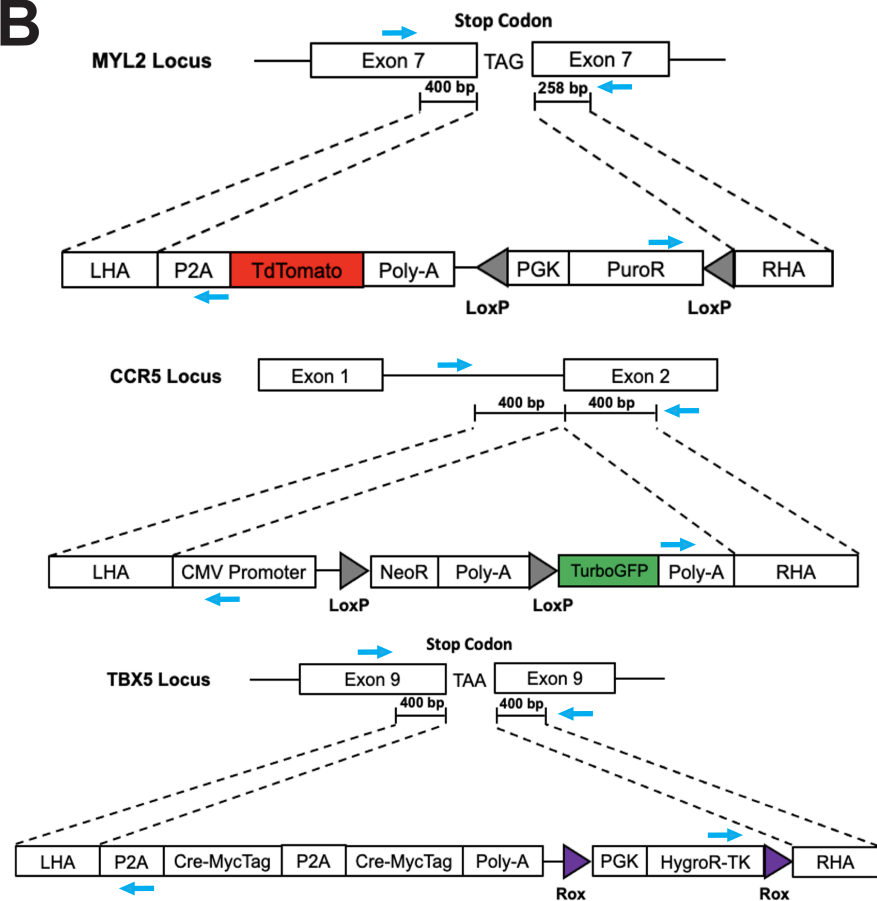 B
Stop Codon
MYL2 Locus Exon 7 TAG Exon 7
400 bp 258 bp
LHA P2A TdTomato Poly-A PGK PuroR RHA
LoxP LoxP
CCR5 Locus Exon 1 Exon 2
400 bp 400 bp
LHA CMV Promoter NeoR Poly-A TurboGFP Poly-A RHA
LoxP LoxP
Stop Codon
TBX5 Locus Exon 9 TAA Exon 9
400 bp 400 bp
LHA P2A Cre-MycTag P2A Cre-MycTag Poly-A PGK HygroR-TK RHA
Rox Rox